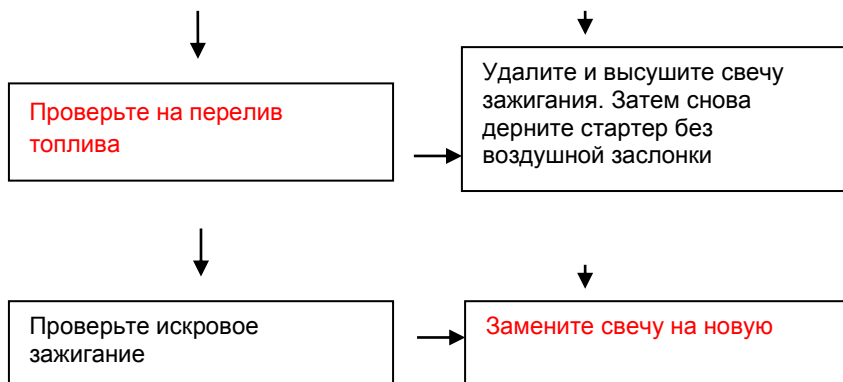 Проверьте на перелив
топлива
Удалите и высушите свечу
зажигания. Затем снова
дерните стартер без
воздушной заслонки
Проверьте искровое
зажигание
Замените свечу на новую